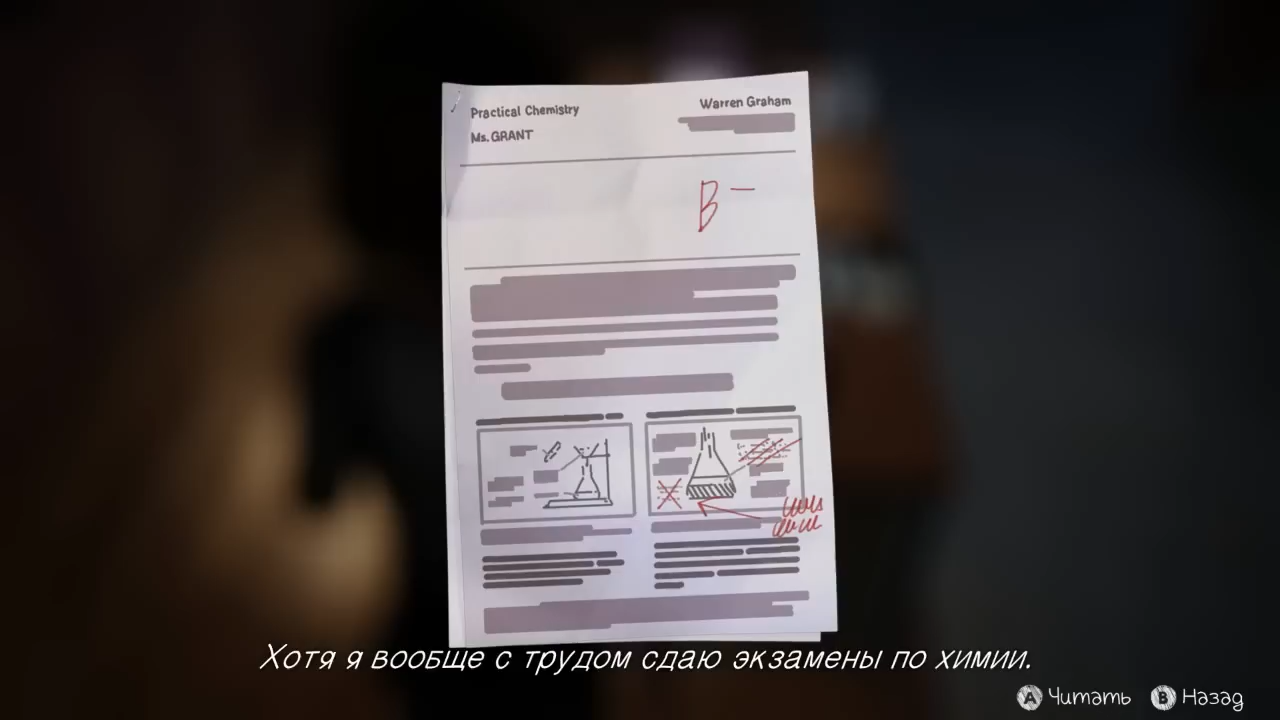 Practical Chemistry
Warren Graham
Ms. GRANT
B-
Хотя я вообще с трудом сдаю экзамены по химии.
A Читать B Назад